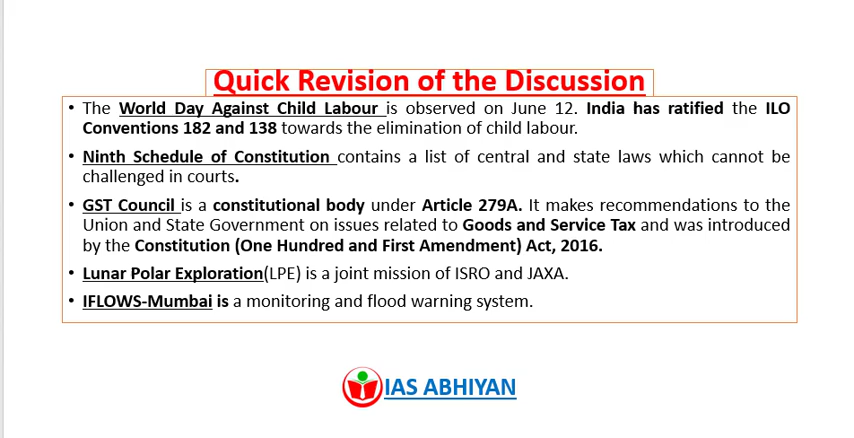 Quick Revision of the Discussion
• The World Day Against Child Labour is observed on June 12. India has ratified the ILO
Conventions 182 and 138 towards the elimination of child labour.
• Ninth Schedule of Constitution contains a list of central and state laws which cannot be
challenged in courts.
• GST Council is a constitutional body under Article 279A. It makes recommendations to the
Union and State Government on issues related to Goods and Service Tax and was introduced
by the Constitution (One Hundred and First Amendment) Act, 2016.
• Lunar Polar Exploration(LPE) is a joint mission of ISRO and JAXA.
• IFLOWS-Mumbai is a monitoring and flood warning system.
IAS ABHIYAN